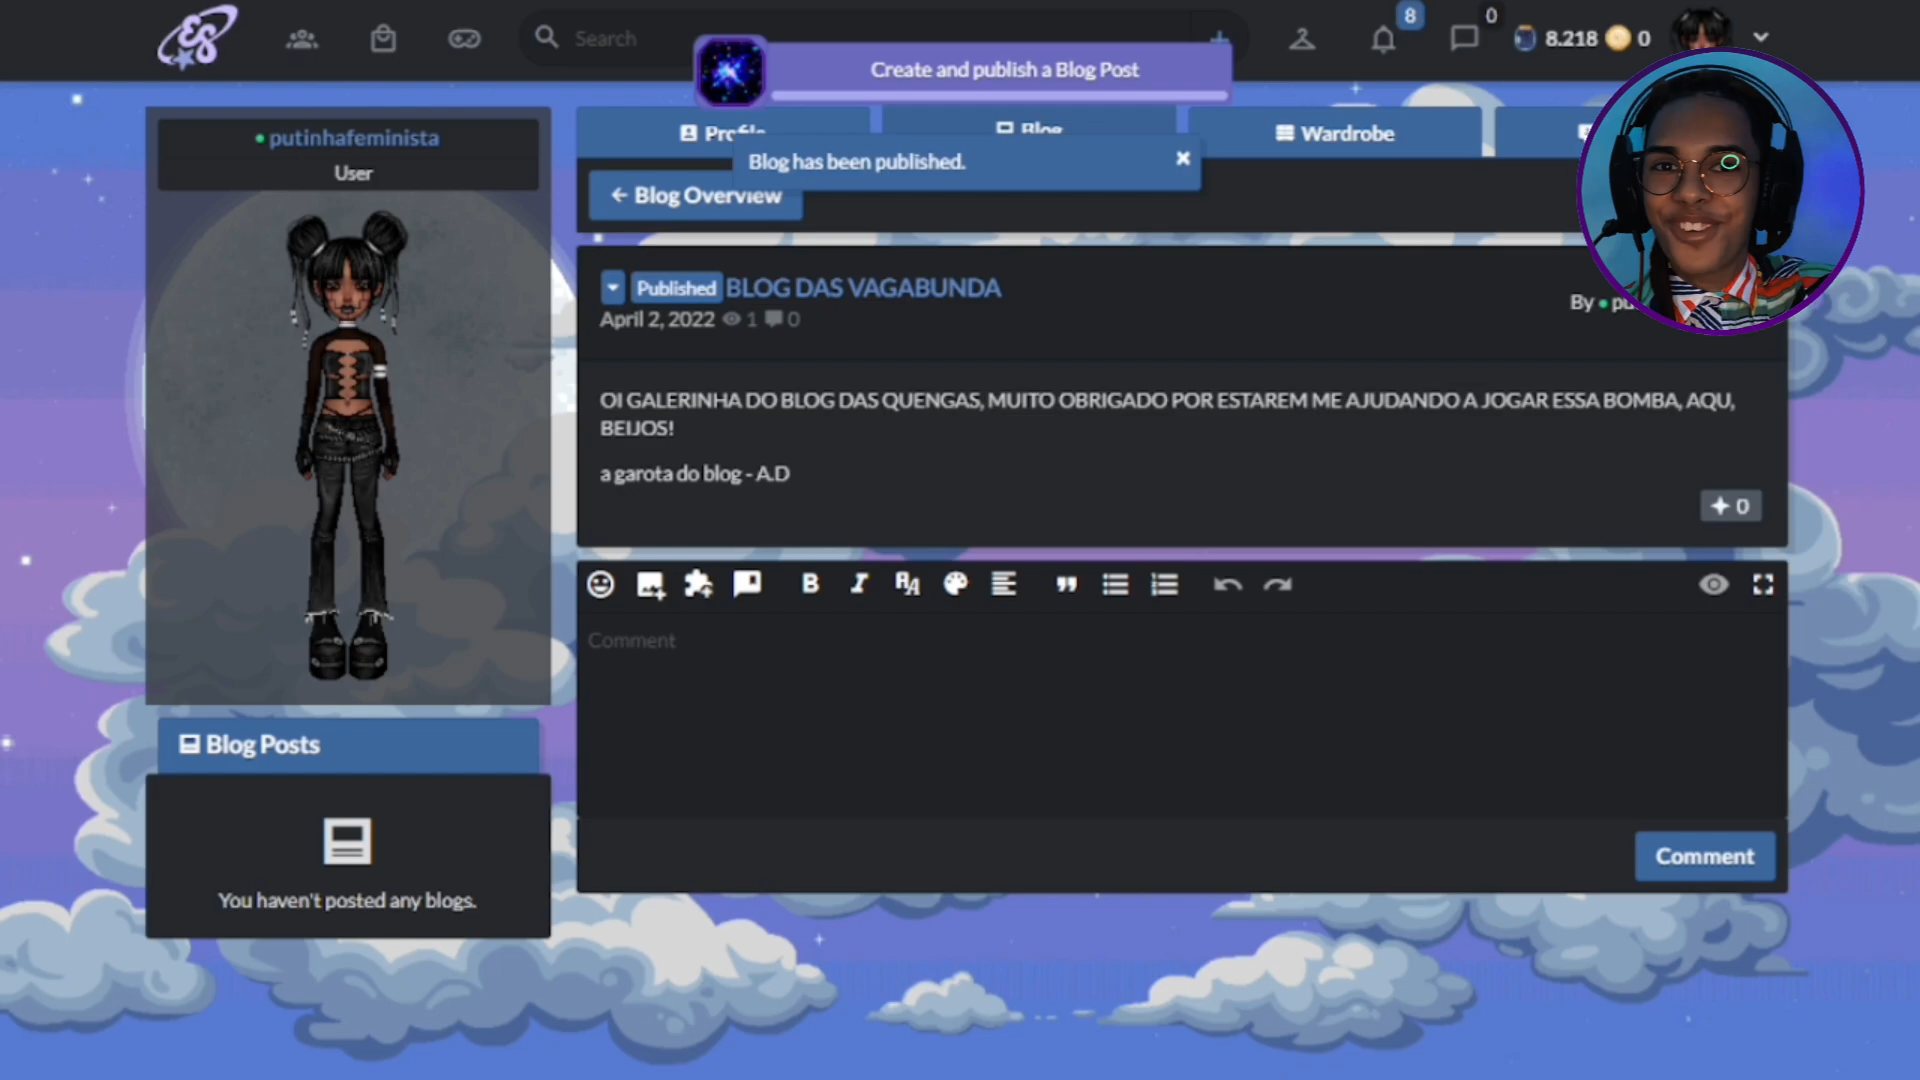 ES
Search
8
0
8.218
0
Create and publish a Blog Post
Profile
Blog
Wardrobe
Blog has been published.
Blog Overview
putinhafeminista
User
Published
BLOG DAS VAGABUNDA
April 2, 2022 1 0
By
OI GALERINHA DO BLOG DAS QUENGAS, MUITO OBRIGADO POR ESTAREM ME AJUDANDO A JOGAR ESSA BOMBA, AQU,
BEIJOS!
a garota do blog - A.D
0
Comment
Comment
Blog Posts
You haven't posted any blogs.